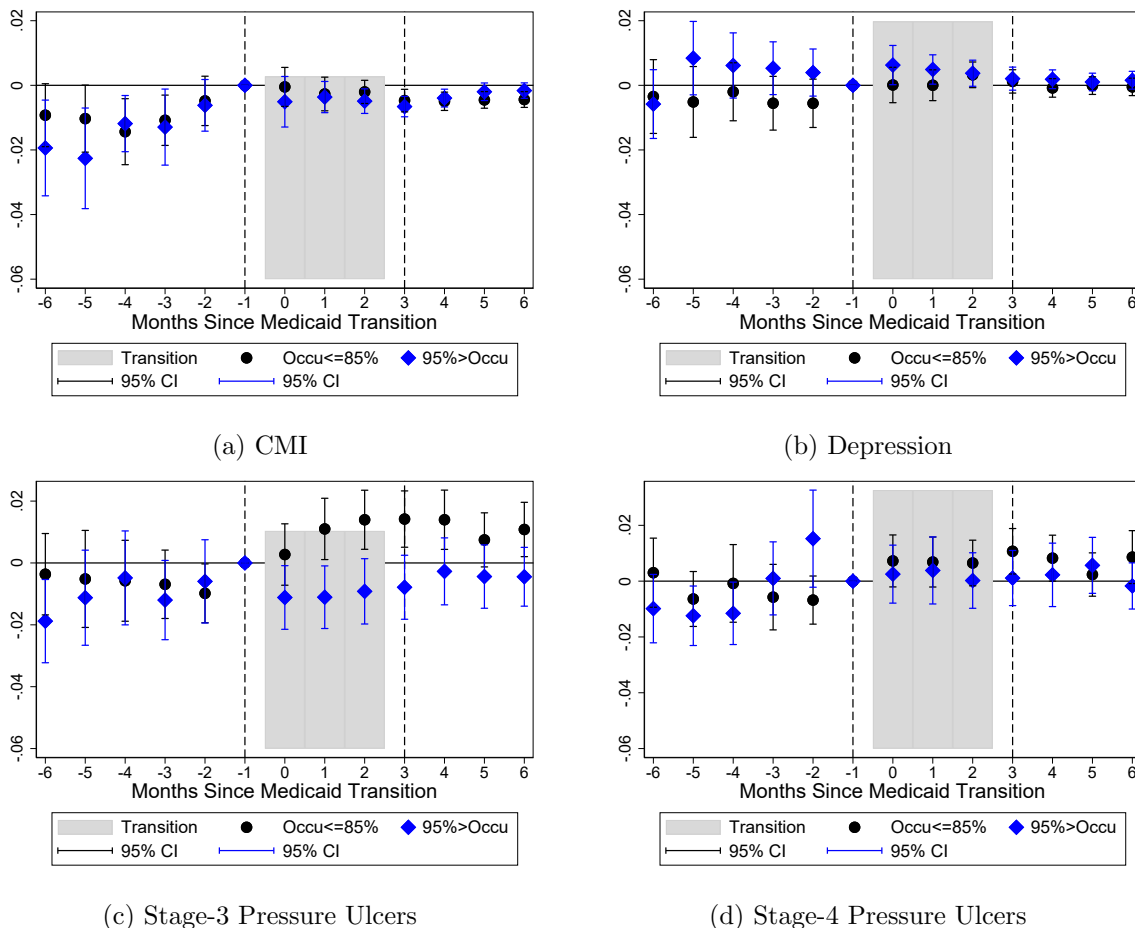 .02
0
-.02
-.04
-.06
-6 -5 -4 -3 -2 -1 0 1 2 3 4 5 6
Months Since Medicaid Transition
Transition Occu<=85% 95%>Occu
95% CI 95% CI
(a) CMI
.02
0
-.02
-.04
-.06
-6 -5 -4 -3 -2 -1 0 1 2 3 4 5 6
Months Since Medicaid Transition
Transition Occu<=85% 95%>Occu
95% CI 95% CI
(b) Depression
.02
0
-.02
-.04
-.06
-6 -5 -4 -3 -2 -1 0 1 2 3 4 5 6
Months Since Medicaid Transition
Transition Occu<=85% 95%>Occu
95% CI 95% CI
(c) Stage-3 Pressure Ulcers
.02
0
-.02
-.04
-.06
-6 -5 -4 -3 -2 -1 0 1 2 3 4 5 6
Months Since Medicaid Transition
Transition Occu<=85% 95%>Occu
95% CI 95% CI
(d) Stage-4 Pressure Ulcers